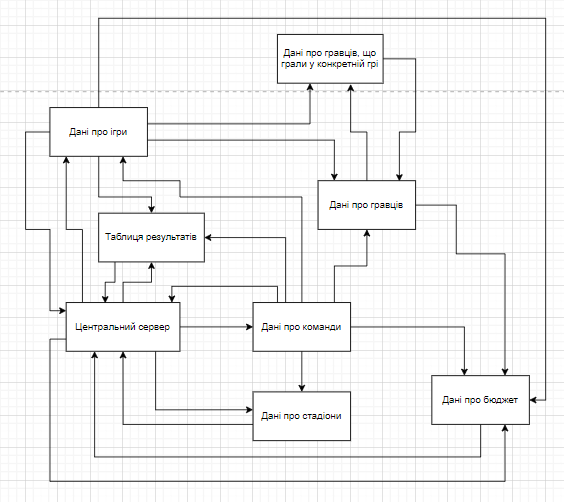 Дані про гравців, що
грали у конкретній грі
Дані про ігри
Дані про гравців
Таблиця результатів
Центральний сервер
Дані про команди
Дані про бюджет
Дані про стадіони